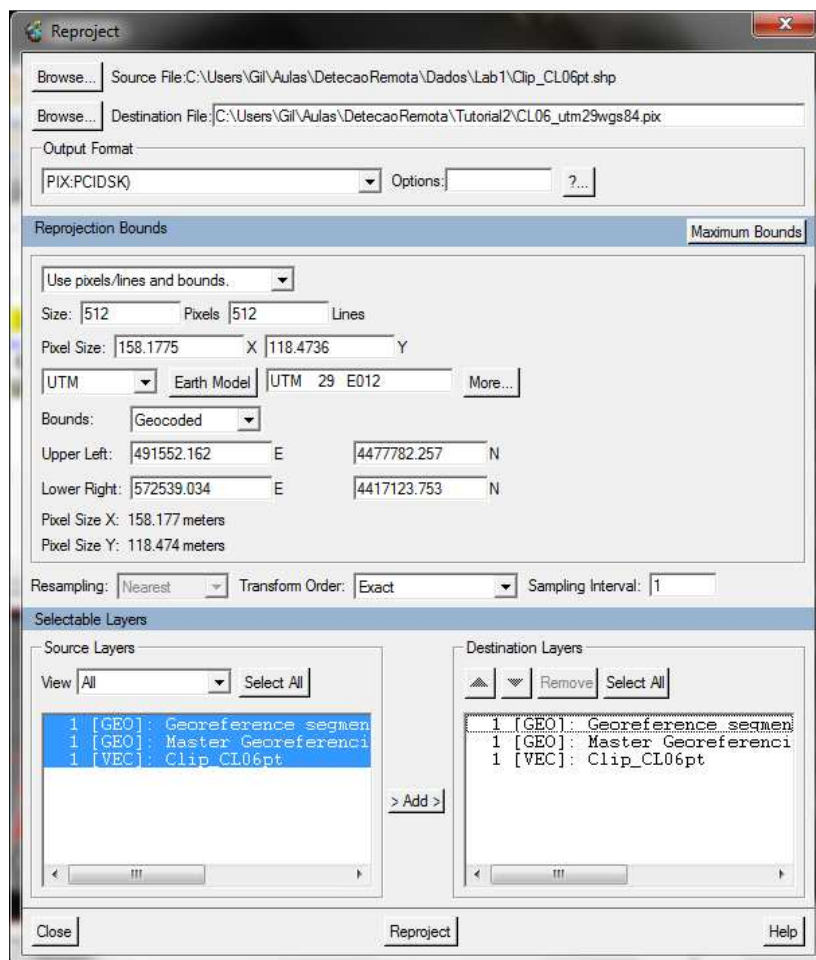 Reproject
Browse... Source File:C:\Users\Gil\Aulas\DetecaoRemota\Dados\Lab1\Clip_CL06pt.shp
Browse... Destination File: C:\Users\Gil\Aulas\DetecaoRemota\Tutorial2\CL06_utm29wgs84.pix
Output Format
PIX:PCIDSK) Options: ?...
Reprojection Bounds Maximum Bounds
Use pixels/lines and bounds.
Size: 512 Pixels 512 Lines
Pixel Size: 158.1775 X 118.4736 Y
UTM Earth Model UTM 29 E012 More...
Bounds: Geocoded
Upper Left: 491552.162 E 4477782.257 N
Lower Right: 572539.034 E 4417123.753 N
Pixel Size X: 158.177 meters
Pixel Size Y: 118.474 meters
Resampling: Nearest Transform Order: Exact Sampling Interval: 1
Selectable Layers
Source Layers
View All Select All
1 [GEO]: Georeference segmen
1 [GEO]: Master Georeferenci
1 [VEC]: Clip_CL06pt
> Add >
Destination Layers
Remove Select All
1 [GEO]: Georeference segmen
1 [GEO]: Master Georeferenci
1 [VEC]: Clip_CL06pt
Close Reproject Help